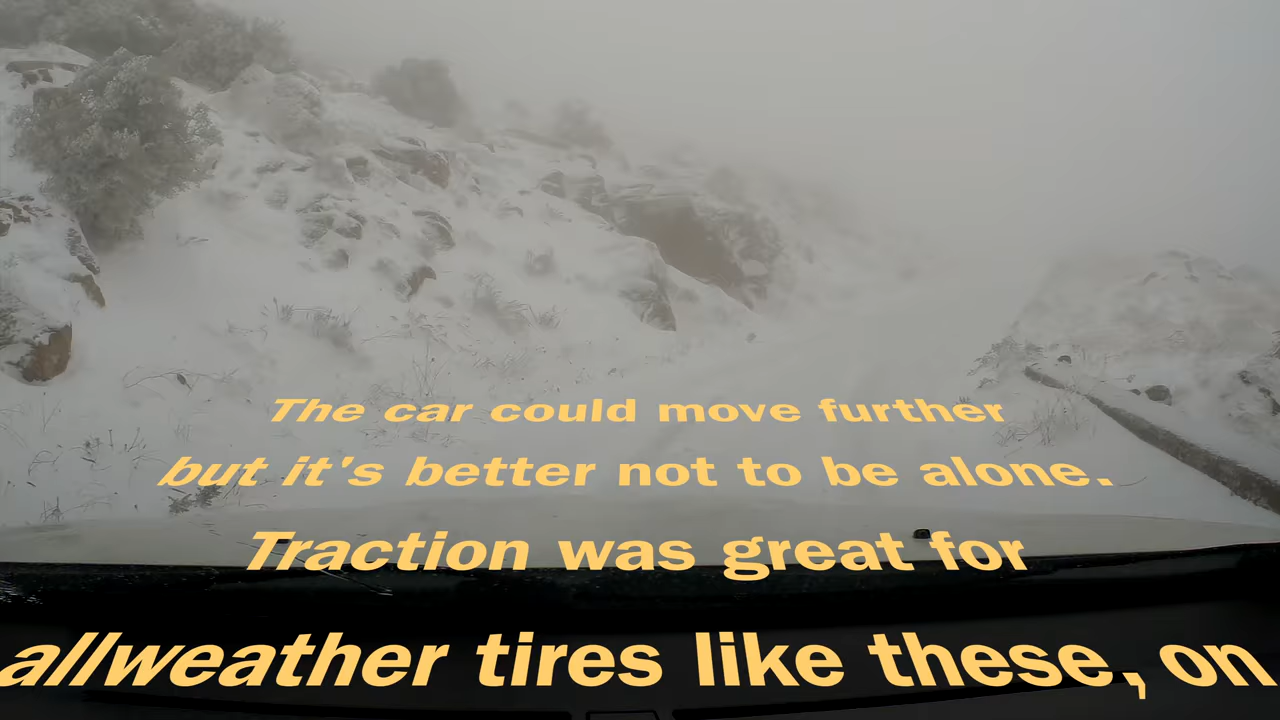 The car could move further
but it's better not to be alone.
Traction was great for
allweather tires like these, on